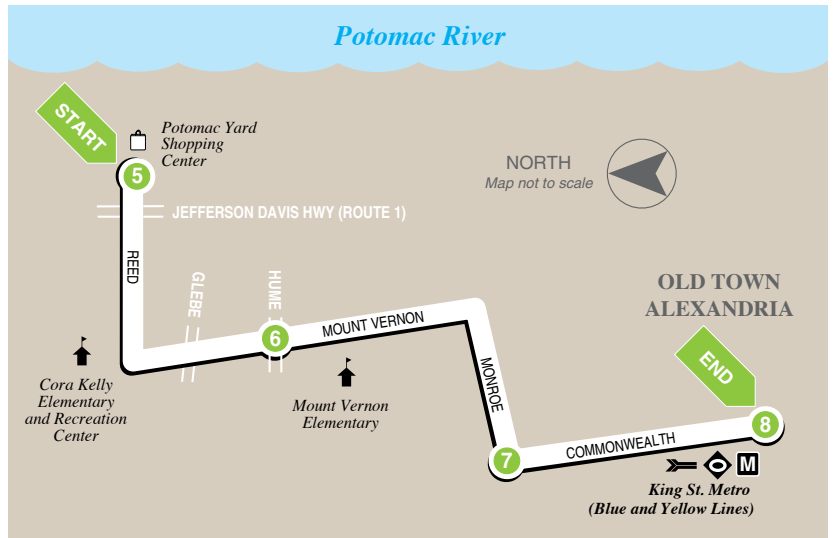 Potomac River
START
Potomac Yard
Shopping
Center
5
NORTH
Map not to scale
JEFFERSON DAVIS HWY (ROUTE 1)
REED
GLEBE
HUME
OLD TOWN
ALEXANDRIA
6
MOUNT VERNON
MONROE
END
Cora Kelly
Elementary
and Recreation
Center
Mount Vernon
Elementary
8
7
COMMONWEALTH
M
King St. Metro
(Blue and Yellow Lines)